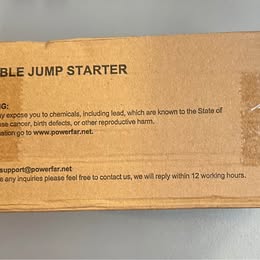 BLE JUMP STARTER
NG:
y expose you to chemicals, including lead, which are known to the State of
se cancer, birth defects, or other reproductive harm.
ation go to www.powerfar.net.
support@powerfar.net
e any inquiries please feel free to contact us, we will reply within 12 working hours.